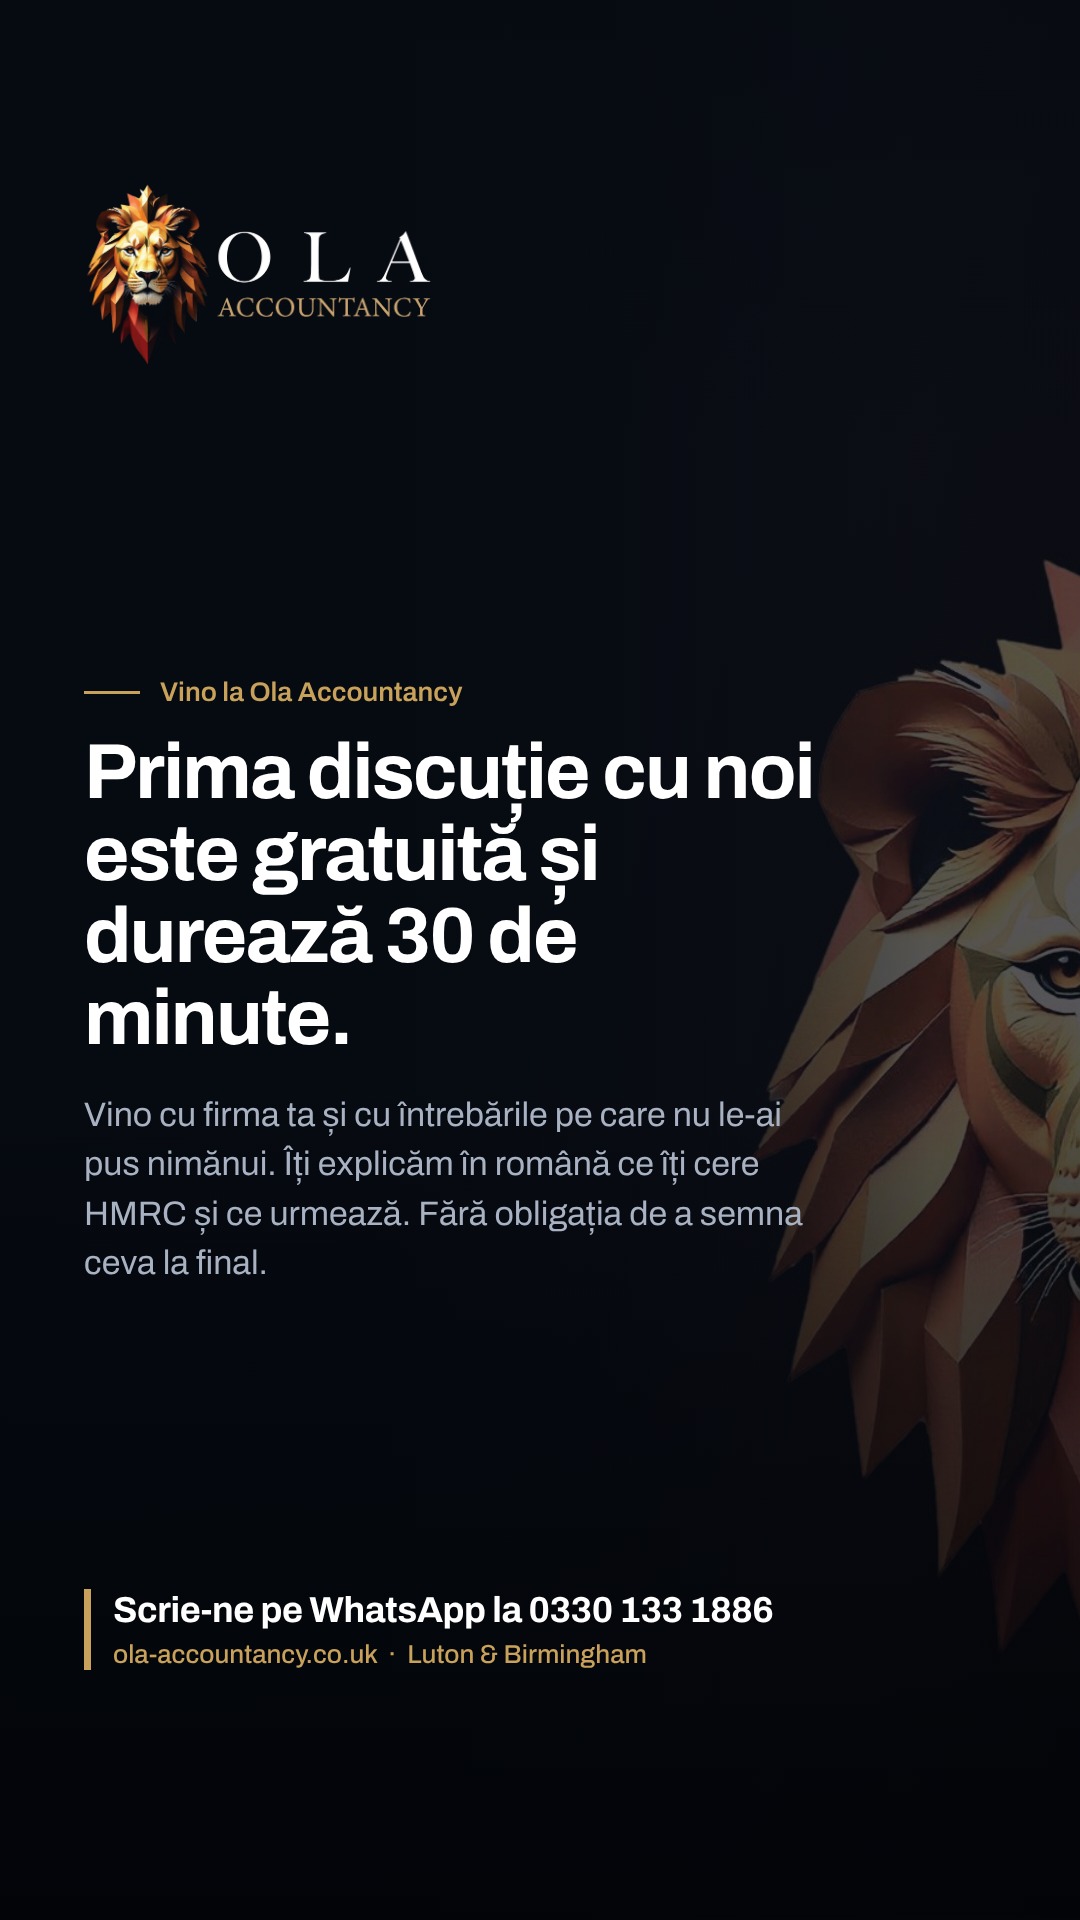 OLA
ACCOUNTANCY
Vino la Ola Accountancy
Prima discuție cu noi
este gratuită și
durează 30 de
minute.
Vino cu firma ta și cu întrebările pe care nu le-ai
pus nimănui. Îți explicăm în română ce îți cere
HMRC și ce urmează. Fără obligația de a semna
ceva la final.
Scrie-ne pe WhatsApp la 0330 133 1886
ola-accountancy.co.uk · Luton & Birmingham